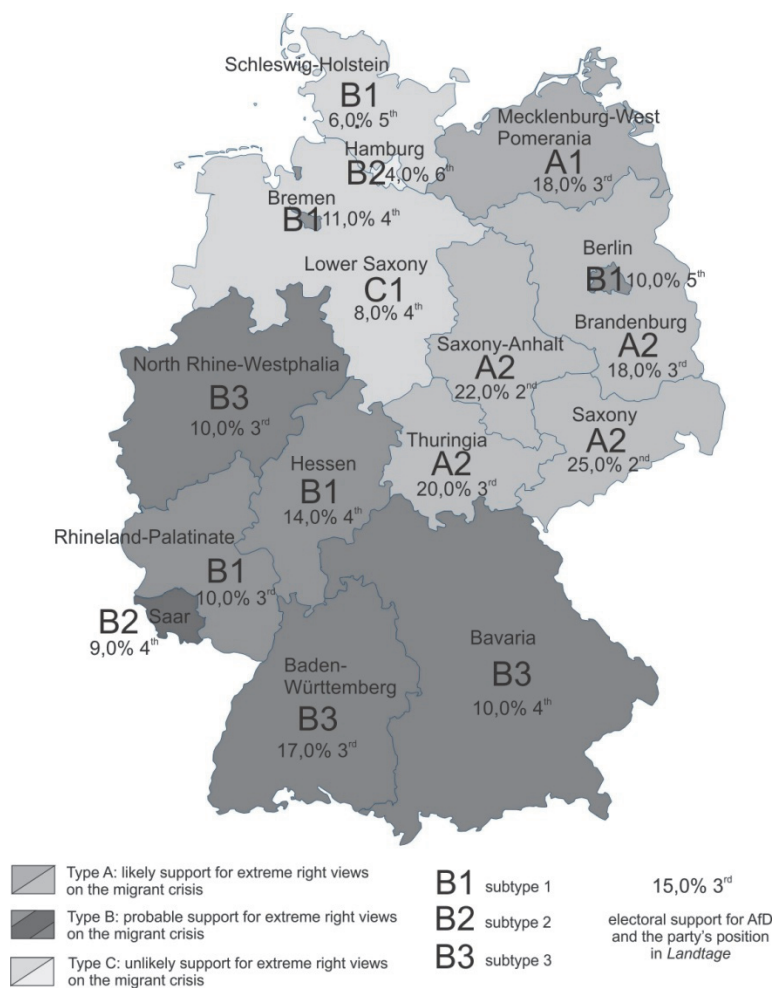 Schleswig-Holstein
B1
6,0% 5th
Mecklenburg-West
Pomerania
A1
18,0% 3rd
Hamburg
B2 4,0% 6th
Bremen
B1 11,0% 4th
Berlin
B1 10,0% 5th
Lower Saxony
C1
8,0% 4th
Brandenburg
A2
18,0% 3rd
Saxony-Anhalt
A2
22,0% 2nd
North Rhine-Westphalia
B3
10,0% 3rd
Saxony
A2
25,0% 2nd
Thuringia
A2
20,0% 3rd
Hessen
B1
14,0% 4th
Rhineland-Palatinate
B1
10,0% 3rd
B2 Saar
9,0% 4th
Bavaria
B3
10,0% 4th
Baden-
Württemberg
B3
17,0% 3rd
Type A: likely support for extreme right views
on the migrant crisis
Type B: probable support for extreme right views
on the migrant crisis
Type C: unlikely support for extreme right views
on the migrant crisis
B1 subtype 1
B2 subtype 2
B3 subtype 3
15,0% 3rd
electoral support for AfD
and the party's position
in Landtage